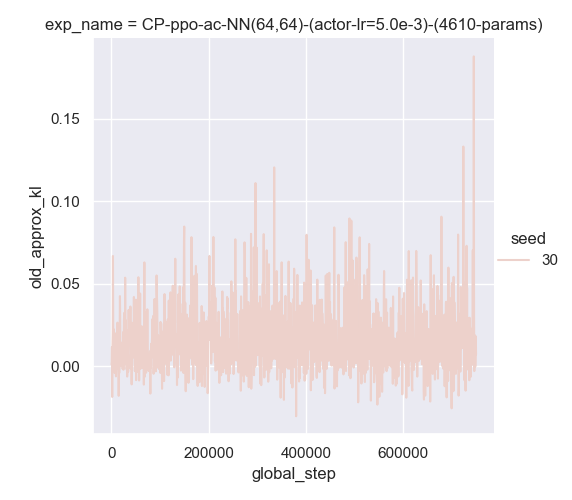 exp_name = CP-ppo-ac-NN(64,64)-(actor-lr=5.0e-3)-(4610-params)
0.15
0.10
0.05
0.00
old_approx_kl
0
200000
400000
600000
global_step
seed
30